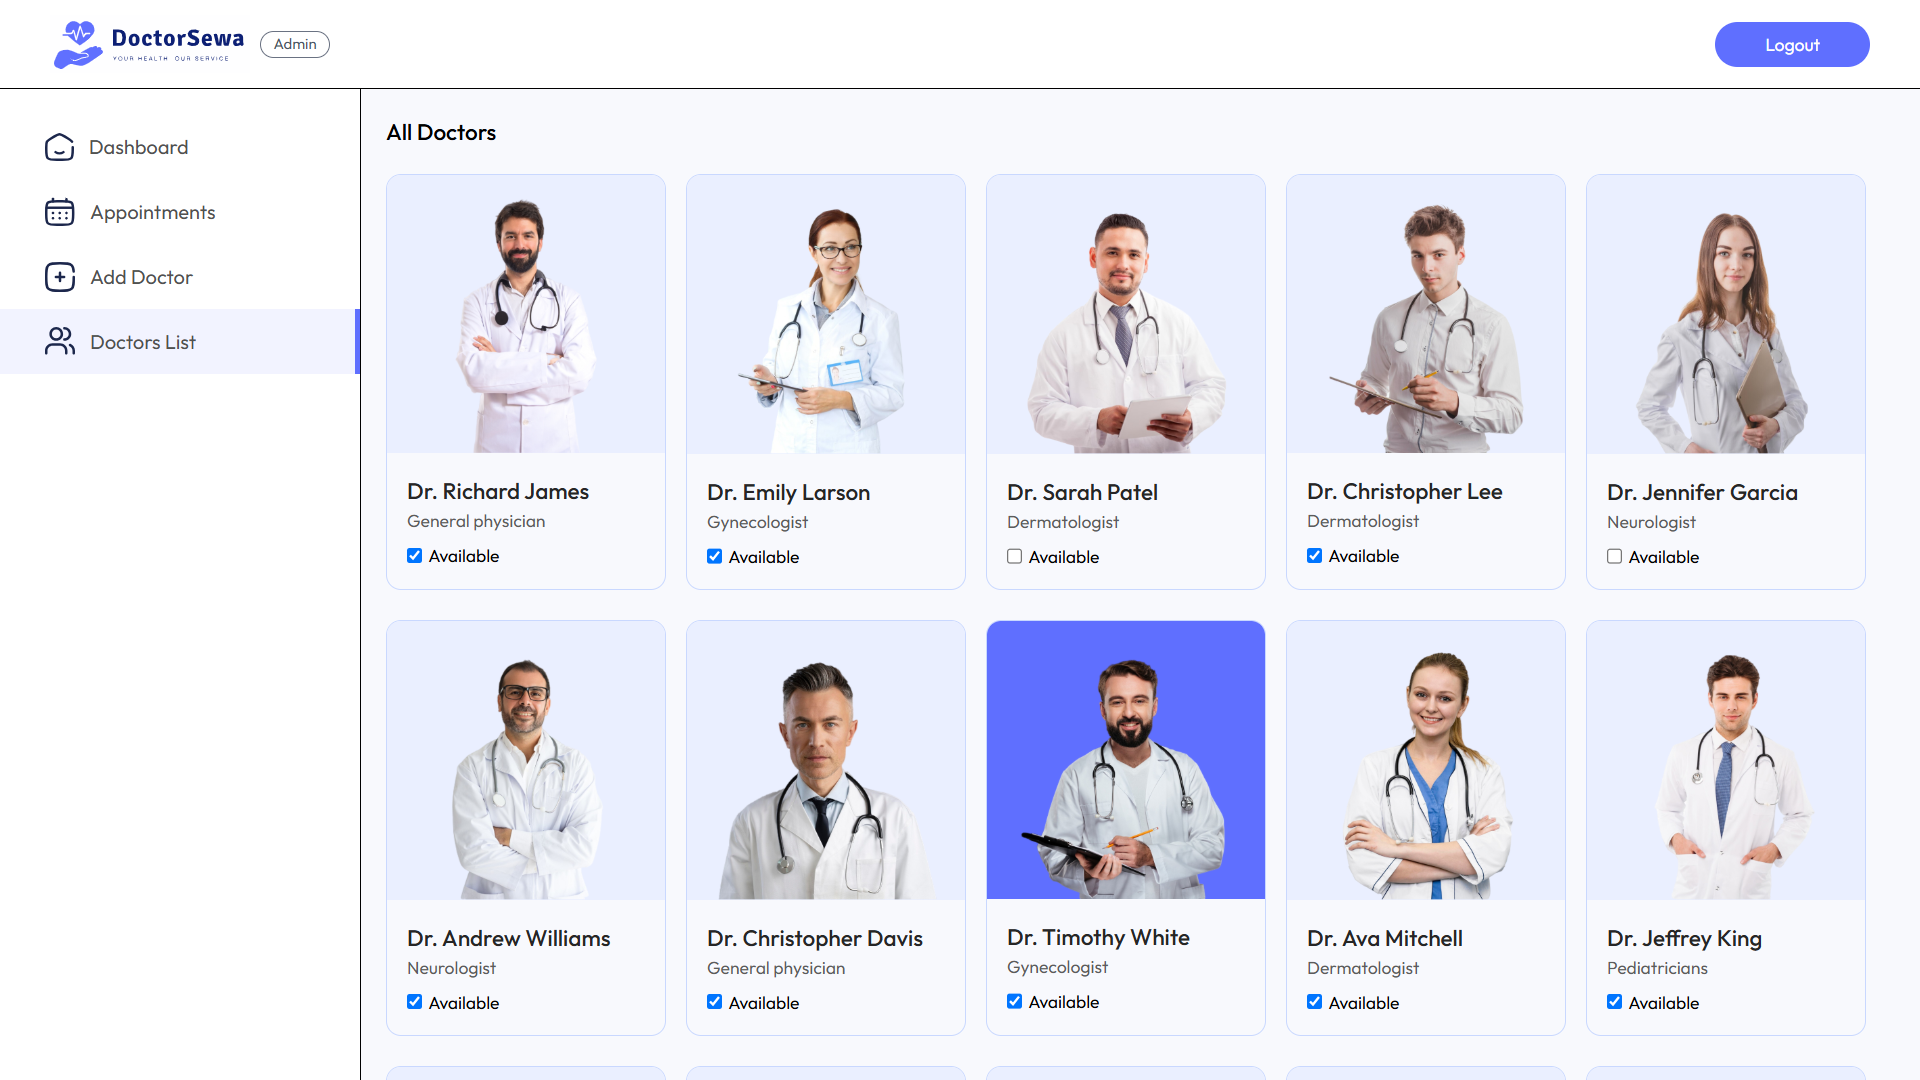 DoctorSewa
YOUR HEALTH OUR SERVICE
Admin
Logout
Dashboard
Appointments
Add Doctor
Doctors List
All Doctors
Dr. Richard James
General physician
Available
Dr. Emily Larson
Gynecologist
Available
Dr. Sarah Patel
Dermatologist
Available
Dr. Christopher Lee
Dermatologist
Available
Dr. Jennifer Garcia
Neurologist
Available
Dr. Andrew Williams
Neurologist
Available
Dr. Christopher Davis
General physician
Available
Dr. Timothy White
Gynecologist
Available
Dr. Ava Mitchell
Dermatologist
Available
Dr. Jeffrey King
Pediatricians
Available